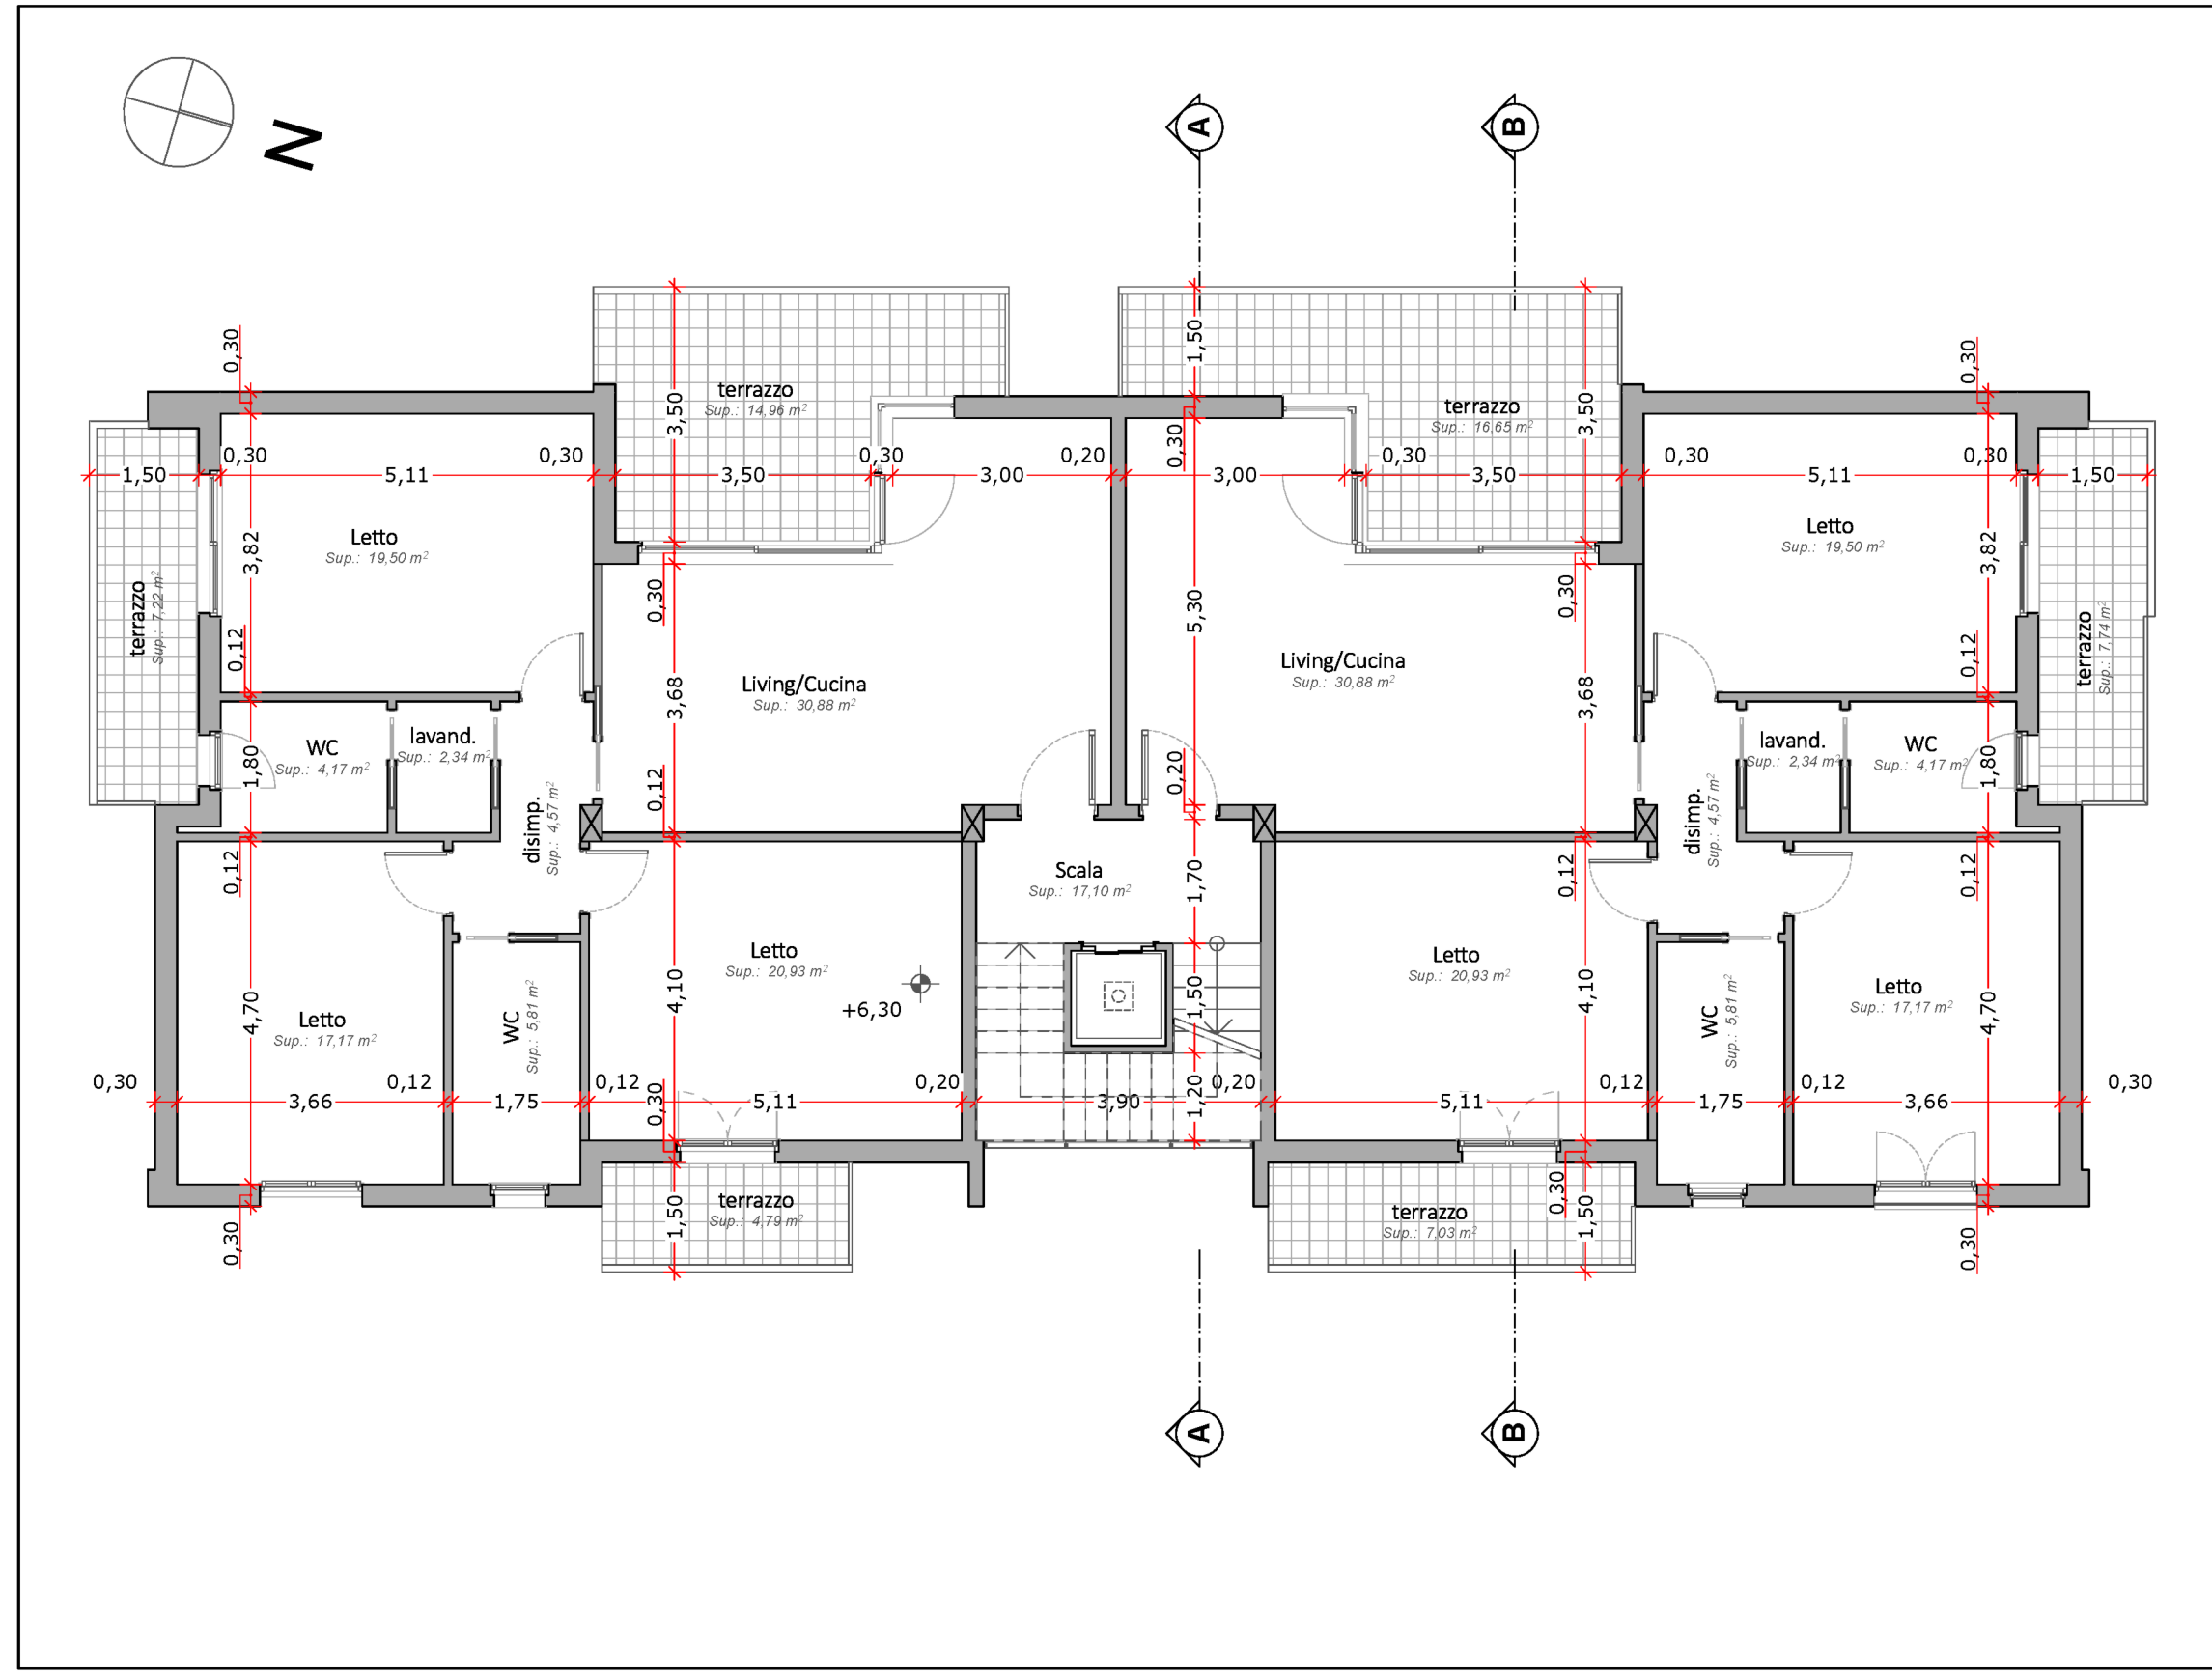 N
A
B
0,30
1,50
0,30
terrazzo
Sup.: 14,96 m²
3,50
terrazzo
Sup.: 16,65 m²
3,50
0,30
1,50
0,30
5,11
0,30
3,50
0,30
3,00
0,20
0,30
3,00
0,30
3,50
0,30
5,11
0,30
1,50
Letto
Sup.: 19,50 m²
3,82
Letto
Sup.: 19,50 m²
3,82
terrazzo
Sup.: 7,22 m²
0,12
0,30
5,30
0,30
0,12
terrazzo
Sup.: 7,74 m²
Living/Cucina
Sup.: 30,88 m²
3,68
Living/Cucina
Sup.: 30,88 m²
3,68
WC
Sup.: 4,17 m²
1,80
lavand.
Sup.: 2,34 m²
disimp.
Sup.: 4,57 m²
0,12
0,20
disimp.
Sup.: 4,57 m²
lavand.
Sup.: 2,34 m²
WC
Sup.: 4,17 m²
1,80
0,12
Scala
Sup.: 17,10 m²
1,70
0,12
0,12
Letto
Sup.: 20,93 m²
4,10
+6,30
1,50
Letto
Sup.: 20,93 m²
4,10
Letto
Sup.: 17,17 m²
4,70
WC
Sup.: 5,81 m²
WC
Sup.: 5,81 m²
Letto
Sup.: 17,17 m²
4,70
0,30
3,66
0,12
1,75
0,12
0,30
5,11
0,20
3,90
1,20
0,20
5,11
0,12
1,75
0,12
3,66
0,30
terrazzo
Sup.: 4,79 m²
1,50
0,30
terrazzo
Sup.: 7,03 m²
0,30
1,50
0,30
A
B